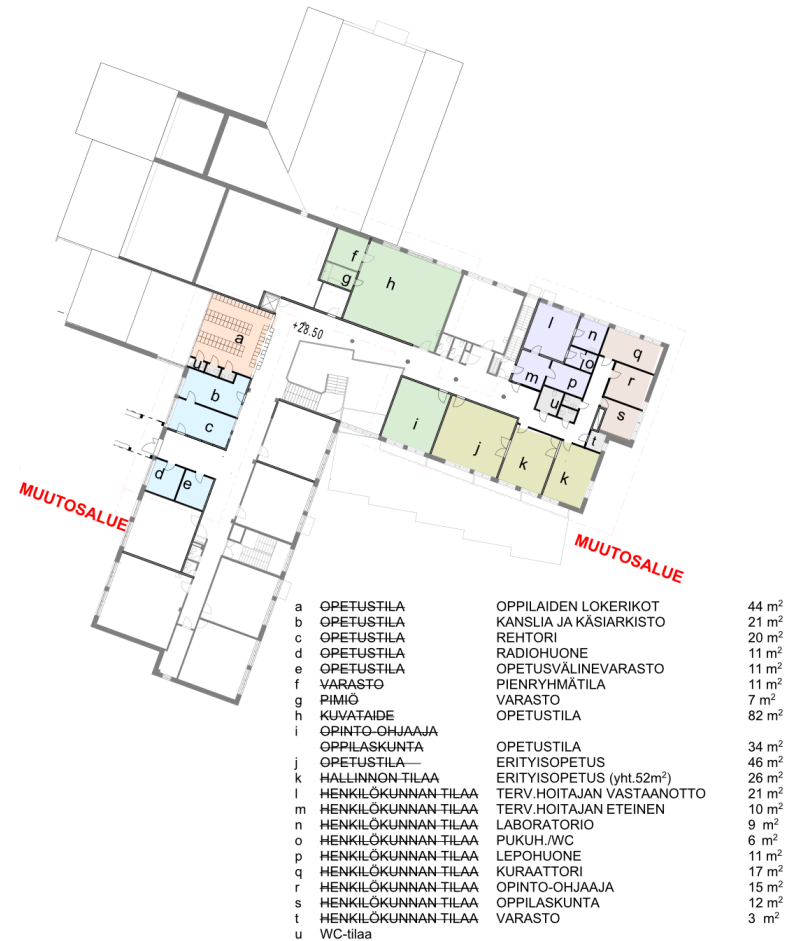 f
g
h
l
n
o
q
+28.50
a
m
p
r
u
b
u
s
c
i
j
k
t
d
e
k
MUUTOSALUE
MUUTOSALUE
a OPETUSTILA OPPILAIDEN LOKERIKOT 44 m²
b OPETUSTILA KANSLIA JA KÄSIARKISTO 21 m²
c OPETUSTILA REHTORI 20 m²
d OPETUSTILA RADIOHUONE 11 m²
e OPETUSTILA OPETUSVÄLINEVARASTO 11 m²
f VARASTO PIENRYHMÄTILA 11 m²
g PIMIÖ VARASTO 7 m²
h KUVATAIDE OPETUSTILA 82 m²
i OPINTO-OHJAAJA
OPPILASKUNTA OPETUSTILA 34 m²
j OPETUSTILA ERITYISOPETUS 46 m²
k HALLINNON TILAA ERITYISOPETUS (yht.52m²) 26 m²
l HENKILÖKUNNAN TILAA TERV.HOITAJAN VASTAANOTTO 21 m²
m HENKILÖKUNNAN TILAA TERV.HOITAJAN ETEINEN 10 m²
n HENKILÖKUNNAN TILAA LABORATORIO 9 m²
o HENKILÖKUNNAN TILAA PUKUH./WC 6 m²
p HENKILÖKUNNAN TILAA LEPOHUONE 11 m²
q HENKILÖKUNNAN TILAA KURAATTORI 17 m²
r HENKILÖKUNNAN TILAA OPINTO-OHJAAJA 15 m²
s HENKILÖKUNNAN TILAA OPPILASKUNTA 12 m²
t HENKILÖKUNNAN TILAA VARASTO 3 m²
u WC-tilaa